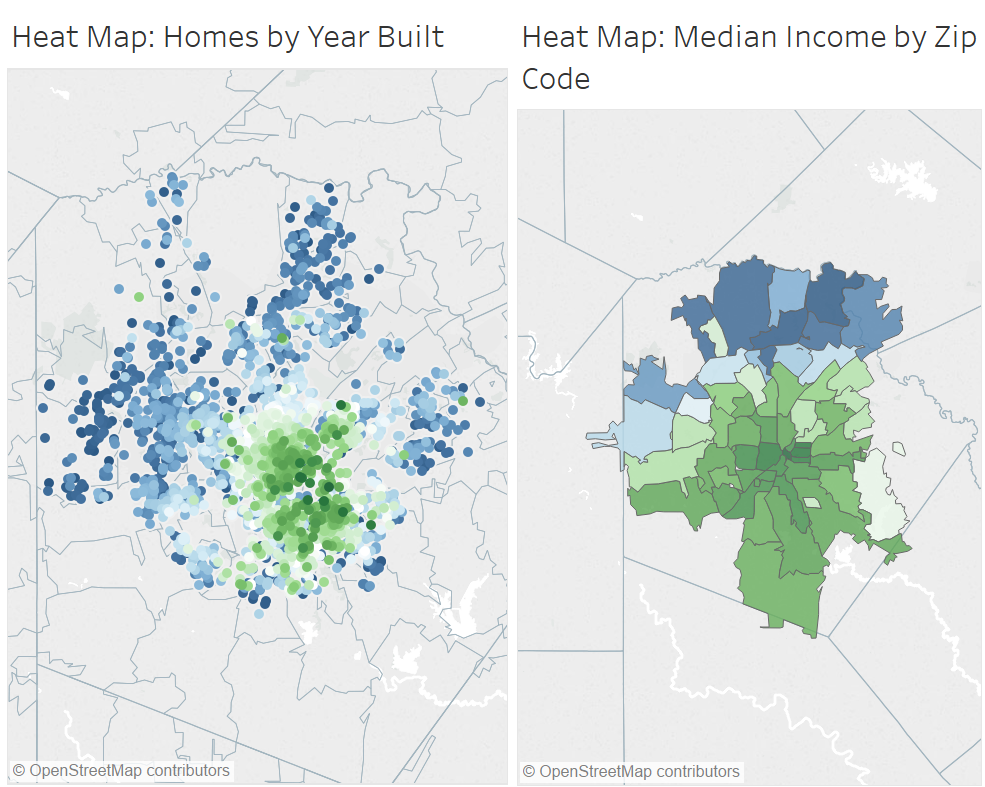 Heat Map: Homes by Year Built
Heat Map: Median Income by Zip
Code
© OpenStreetMap contributors
© OpenStreetMap contributors